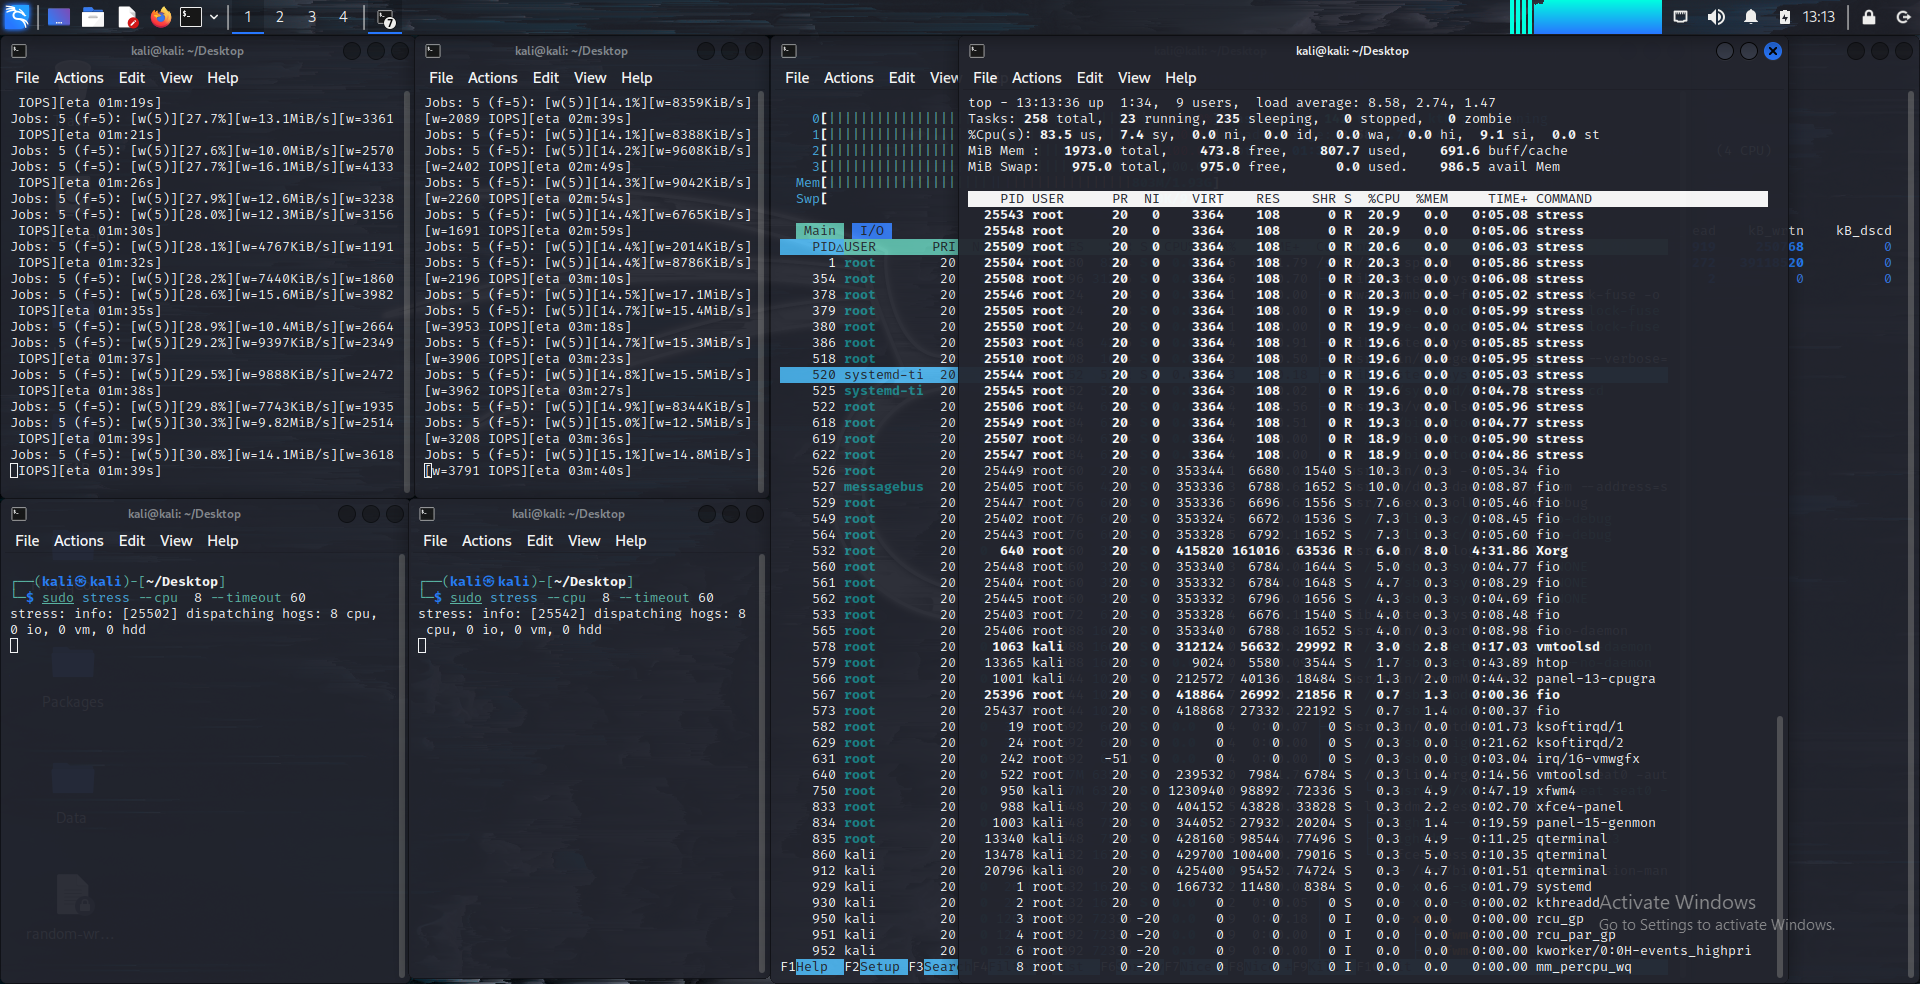 1 2 3 4 7 13:13
kali@kali: ~/Desktop
File Actions Edit View Help
IOPS][eta 01m:19s]
Jobs: 5 (f=5): [w(5)][27.7%][w=13.1MiB/s][w=3361
IOPS][eta 01m:21s]
Jobs: 5 (f=5): [w(5)][27.6%][w=10.0MiB/s][w=2570
Jobs: 5 (f=5): [w(5)][27.7%][w=16.1MiB/s][w=4133
IOPS][eta 01m:26s]
Jobs: 5 (f=5): [w(5)][27.9%][w=12.6MiB/s][w=3238
Jobs: 5 (f=5): [w(5)][28.0%][w=12.3MiB/s][w=3156
IOPS][eta 01m:30s]
Jobs: 5 (f=5): [w(5)][28.1%][w=4767KiB/s][w=1191
IOPS][eta 01m:32s]
Jobs: 5 (f=5): [w(5)][28.2%][w=7440KiB/s][w=1860
Jobs: 5 (f=5): [w(5)][28.6%][w=15.6MiB/s][w=3982
IOPS][eta 01m:35s]
Jobs: 5 (f=5): [w(5)][28.9%][w=10.4MiB/s][w=2664
Jobs: 5 (f=5): [w(5)][29.2%][w=9397KiB/s][w=2349
IOPS][eta 01m:37s]
Jobs: 5 (f=5): [w(5)][29.5%][w=9888KiB/s][w=2472
IOPS][eta 01m:38s]
Jobs: 5 (f=5): [w(5)][29.8%][w=7743KiB/s][w=1935
Jobs: 5 (f=5): [w(5)][30.3%][w=9.82MiB/s][w=2514
IOPS][eta 01m:39s]
Jobs: 5 (f=5): [w(5)][30.8%][w=14.1MiB/s][w=3618
IOPS][eta 01m:39s]
kali@kali: ~/Desktop
File Actions Edit View Help
Jobs: 5 (f=5): [w(5)][14.1%][w=8359KiB/s]
[w=2089 IOPS][eta 02m:39s]
Jobs: 5 (f=5): [w(5)][14.1%][w=8388KiB/s]
Jobs: 5 (f=5): [w(5)][14.2%][w=9608KiB/s]
[w=2402 IOPS][eta 02m:49s]
Jobs: 5 (f=5): [w(5)][14.3%][w=9042KiB/s]
[w=2260 IOPS][eta 02m:54s]
Jobs: 5 (f=5): [w(5)][14.4%][w=6765KiB/s]
[w=1691 IOPS][eta 02m:59s]
Jobs: 5 (f=5): [w(5)][14.4%][w=2014KiB/s]
Jobs: 5 (f=5): [w(5)][14.4%][w=8786KiB/s]
[w=2196 IOPS][eta 03m:10s]
Jobs: 5 (f=5): [w(5)][14.5%][w=17.1MiB/s]
Jobs: 5 (f=5): [w(5)][14.7%][w=15.4MiB/s]
[w=3953 IOPS][eta 03m:18s]
Jobs: 5 (f=5): [w(5)][14.7%][w=15.3MiB/s]
[w=3906 IOPS][eta 03m:23s]
Jobs: 5 (f=5): [w(5)][14.8%][w=15.5MiB/s]
[w=3962 IOPS][eta 03m:27s]
Jobs: 5 (f=5): [w(5)][14.9%][w=8344KiB/s]
Jobs: 5 (f=5): [w(5)][15.0%][w=12.5MiB/s]
[w=3208 IOPS][eta 03m:36s]
Jobs: 5 (f=5): [w(5)][15.1%][w=14.8MiB/s]
[w=3791 IOPS][eta 03m:40s]
kali@kali: ~/Desktop
File Actions Edit View Help
(kali㉿kali)-[~/Desktop]
$ sudo stress --cpu 8 --timeout 60
stress: info: [25502] dispatching hogs: 8 cpu,
0 io, 0 vm, 0 hdd
Packages
Data
random-wr...
kali@kali: ~/Desktop
File Actions Edit View Help
(kali㉿kali)-[~/Desktop]
$ sudo stress --cpu 8 --timeout 60
stress: info: [25542] dispatching hogs: 8
cpu, 0 io, 0 vm, 0 hdd
File Actions Edit View
0[
1[
2[
3[
Mem[
Swp[
Main I/O
PID△USER PRI
1 root 20
354 root 20
378 root 20
379 root 20
380 root 20
386 root 20
518 root 20
520 systemd-ti 20
525 systemd-ti 20
522 root 20
618 root 20
619 root 20
622 root 20
526 root 20
527 messagebus 20
529 root 20
549 root 20
564 root 20
532 root 20
560 root 20
561 root 20
562 root 20
533 root 20
565 root 20
578 root 20
579 root 20
566 root 20
567 root 20
573 root 20
582 root 20
629 root 20
631 root 20
640 root 20
750 root 20
833 root 20
834 root 20
835 root 20
860 kali 20
912 kali 20
929 kali 20
930 kali 20
950 kali 20
951 kali 20
952 kali 20
F1Help F2Setup F3Sear
kali@kali: ~/Desktop
File Actions Edit View Help
top - 13:13:36 up 1:34, 9 users, load average: 8.58, 2.74, 1.47
Tasks: 258 total, 23 running, 235 sleeping, 0 stopped, 0 zombie
%Cpu(s): 83.5 us, 7.4 sy, 0.0 ni, 0.0 id, 0.0 wa, 0.0 hi, 9.1 si, 0.0 st
MiB Mem : 1973.0 total, 473.8 free, 807.7 used, 691.6 buff/cache
MiB Swap: 975.0 total, 975.0 free, 0.0 used. 986.5 avail Mem
PID USER PR NI VIRT RES SHR S %CPU %MEM TIME+ COMMAND
25543 root 20 0 3364 108 0 R 20.9 0.0 0:05.08 stress
25548 root 20 0 3364 108 0 R 20.9 0.0 0:05.06 stress
25509 root 20 0 3364 108 0 R 20.6 0.0 0:06.03 stress
25504 root 20 0 3364 108 0 R 20.3 0.0 0:05.86 stress
25508 root 20 0 3364 108 0 R 20.3 0.0 0:06.08 stress
25546 root 20 0 3364 108 0 R 20.3 0.0 0:05.02 stress
25505 root 20 0 3364 108 0 R 19.9 0.0 0:05.99 stress
25550 root 20 0 3364 108 0 R 19.9 0.0 0:05.04 stress
25503 root 20 0 3364 108 0 R 19.6 0.0 0:05.85 stress
25510 root 20 0 3364 108 0 R 19.6 0.0 0:05.95 stress
25544 root 20 0 3364 108 0 R 19.6 0.0 0:05.03 stress
25545 root 20 0 3364 108 0 R 19.6 0.0 0:04.78 stress
25506 root 20 0 3364 108 0 R 19.3 0.0 0:05.96 stress
25549 root 20 0 3364 108 0 R 19.3 0.0 0:04.77 stress
25507 root 20 0 3364 108 0 R 18.9 0.0 0:05.90 stress
25547 root 20 0 3364 108 0 R 18.9 0.0 0:04.86 stress
25449 root 20 0 353344 6680 1540 S 10.3 0.3 0:05.34 fio
25405 root 20 0 353336 6788 1652 S 10.0 0.3 0:08.87 fio
25447 root 20 0 353336 6696 1556 S 7.6 0.3 0:05.46 fio
25402 root 20 0 353324 6672 1536 S 7.3 0.3 0:08.45 fio
25443 root 20 0 353328 6792 1652 S 7.3 0.3 0:05.60 fio
640 root 20 0 415820 161016 63536 R 6.0 8.0 4:31.86 Xorg
25448 root 20 0 353340 6784 1644 S 5.0 0.3 0:04.77 fio
25404 root 20 0 353332 6784 1648 S 4.7 0.3 0:08.29 fio
25445 root 20 0 353332 6796 1656 S 4.3 0.3 0:04.69 fio
25403 root 20 0 353328 6676 1540 S 4.0 0.3 0:08.48 fio
25406 root 20 0 353340 6788 1652 S 4.0 0.3 0:08.98 fio
1063 kali 20 0 312124 56632 29992 R 3.0 2.8 0:17.03 vmtoolsd
13365 kali 20 0 9024 5580 3544 S 1.7 0.3 0:43.89 htop
1001 kali 20 0 212572 40136 18484 S 1.3 2.0 0:44.32 panel-13-cpugra
25396 root 20 0 418864 26992 21856 R 0.7 1.3 0:00.36 fio
25437 root 20 0 418868 27332 22192 S 0.7 1.4 0:00.37 fio
19 root 20 0 0 0 0 S 0.3 0.0 0:01.73 ksoftirqd/1
24 root 20 0 0 0 0 S 0.3 0.0 0:21.62 ksoftirqd/2
242 root -51 0 0 0 0 S 0.3 0.0 0:03.04 irq/16-vmwgfx
522 root 20 0 239532 7984 6784 S 0.3 0.4 0:14.56 vmtoolsd
950 kali 20 0 1230940 98892 72336 S 0.3 4.9 0:47.19 xfwm4
988 kali 20 0 404152 43828 33828 S 0.3 2.2 0:02.70 xfce4-panel
1003 kali 20 0 344052 27932 20204 S 0.3 1.4 0:19.59 panel-15-genmon
13340 kali 20 0 428160 98544 77496 S 0.3 4.9 0:11.25 qterminal
13478 kali 20 0 429700 100400 79016 S 0.3 5.0 0:10.35 qterminal
20796 kali 20 0 425400 95452 74724 S 0.3 4.7 0:01.51 qterminal
1 root 20 0 166732 11480 8384 S 0.0 0.6 0:01.79 systemd
2 root 20 0 0 0 0 S 0.0 0.0 0:00.02 kthreadd
3 root 0 -20 0 0 0 I 0.0 0.0 0:00.00 rcu_gp
4 root 0 -20 0 0 0 I 0.0 0.0 0:00.00 rcu_par_gp
6 root 0 -20 0 0 0 I 0.0 0.0 0:00.00 kworker/0:0H-events_highpri
8 root 0 -20 0 0 0 I 0.0 0.0 0:00.00 mm_percpu_wq
kB_dscd
68 0
20 0
0 0
Activate Windows
Go to Settings to activate Windows.